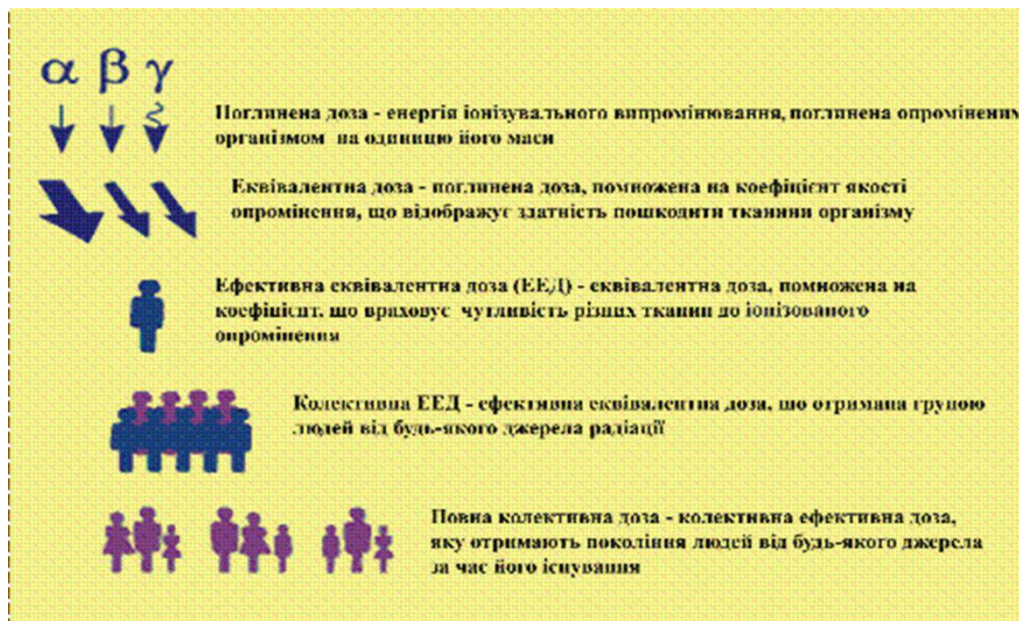 α β γ
Поглинена доза - енергія іонізувального випромінювання, поглинена опроміненим
організмом на одиницю його маси
Еквівалентна доза - поглинена доза, помножена на коефіцієнт якості
опромінення, що відображує здатність пошкодити тканини організму
Ефективна еквівалентна доза (ЕЕД) - еквівалентна доза, помножена на
коефіцієнт, що враховує чутливість різних тканин до іонізованого
опромінення
Колективна ЕЕД - ефективна еквівалентна доза, що отримана групою
людей від будь-якого джерела радіації
Повна колективна доза - колективна ефективна доза,
яку отримають покоління людей від будь-якого джерела
за час його існування